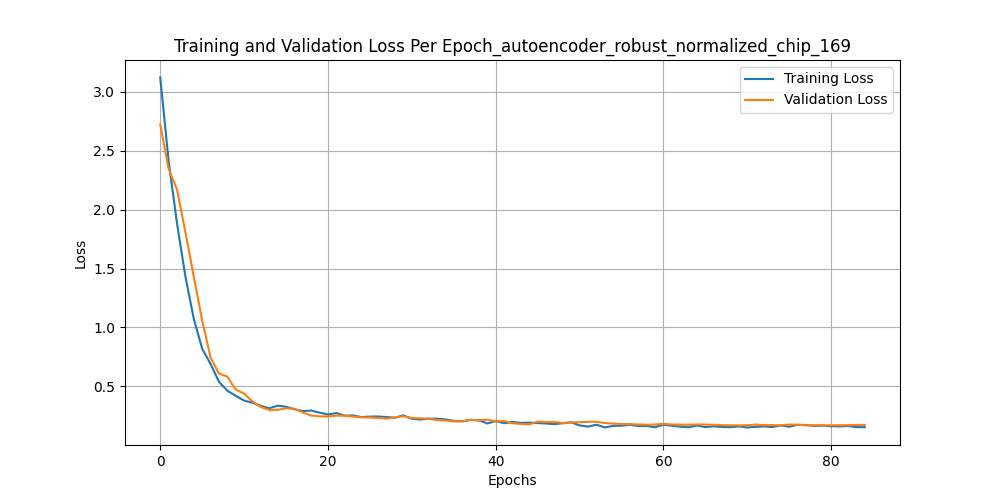 Training and Validation Loss Per Epoch_autoencoder_robust_normalized_chip_169
Training Loss
Validation Loss
3.0
2.5
2.0
1.5
1.0
0.5
Loss
0 20 40 60 80
Epochs